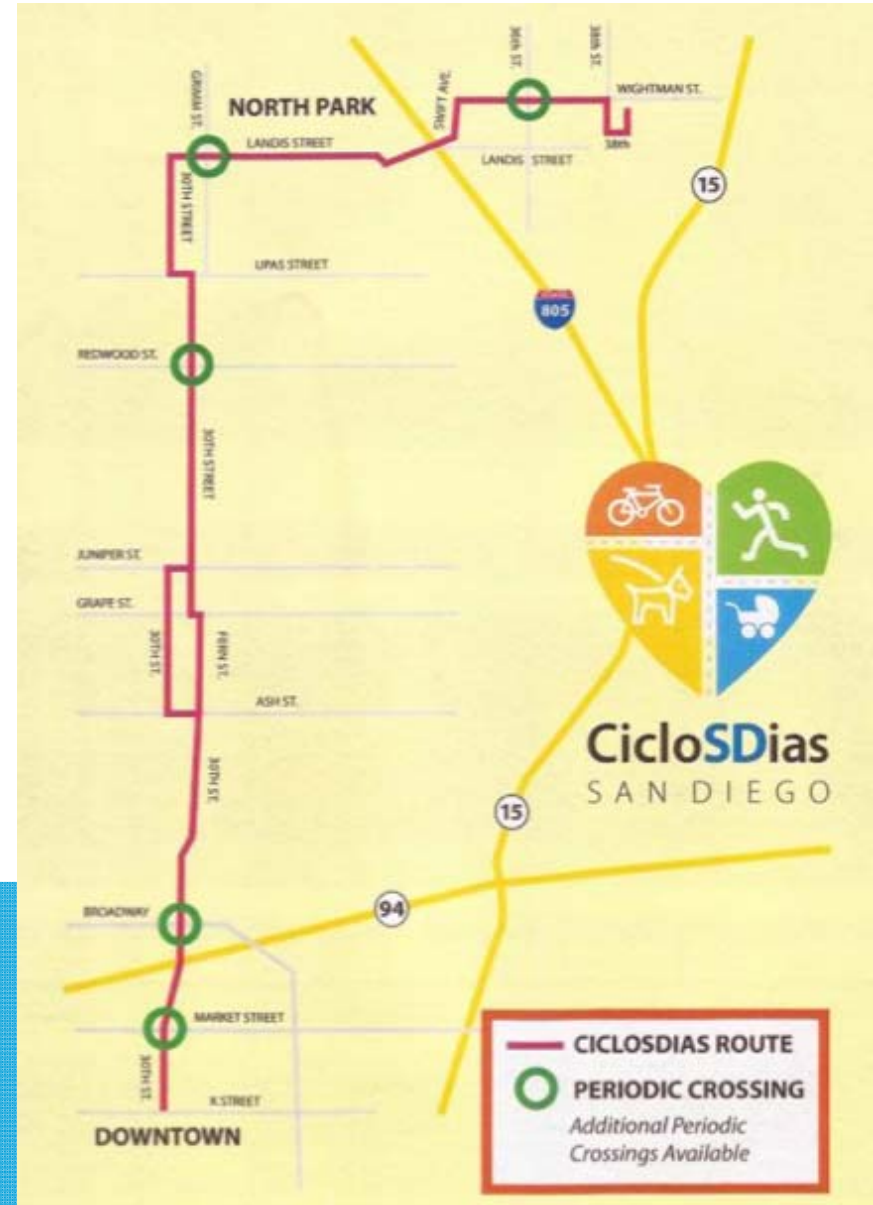 36th ST.
38th ST.
GRIMM ST.
SWIFT AVE.
WIGHTMAN ST.
NORTH PARK
LANDIS STREET
LANDIS STREET
38th
15
30TH STREET
UPAS STREET
805
REDWOOD ST.
30TH STREET
JUNIPER ST.
GRAPE ST.
30TH ST.
FERN ST.
ASH ST.
CicloSDias
SAN DIEGO
30TH ST.
15
94
BROADWAY
MARKET STREET
30TH ST.
K STREET
DOWNTOWN
CICLOSDIAS ROUTE
PERIODIC CROSSING
Additional Periodic
Crossings Available